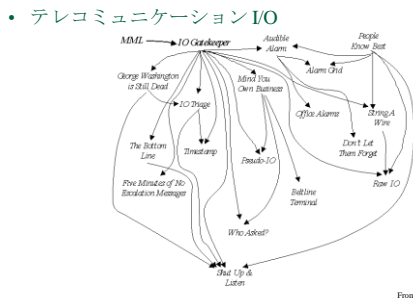 • テレコミュニケーション I/O
MML
IO Gatekeeper
Audible
Alarm
People
Know Best
George Washington
is Still Dead
Mind You
Own Business
Alarm Grid
IO Triage
Office Alarms
String A
Wire
The Bottom
Line
Timestamp
Pseudo-IO
Don't Let
Them Forget
Five Minutes of No
Escalation Messages
Beltline
Terminal
Raw IO
Who Asked?
Shut Up &
Listen
From